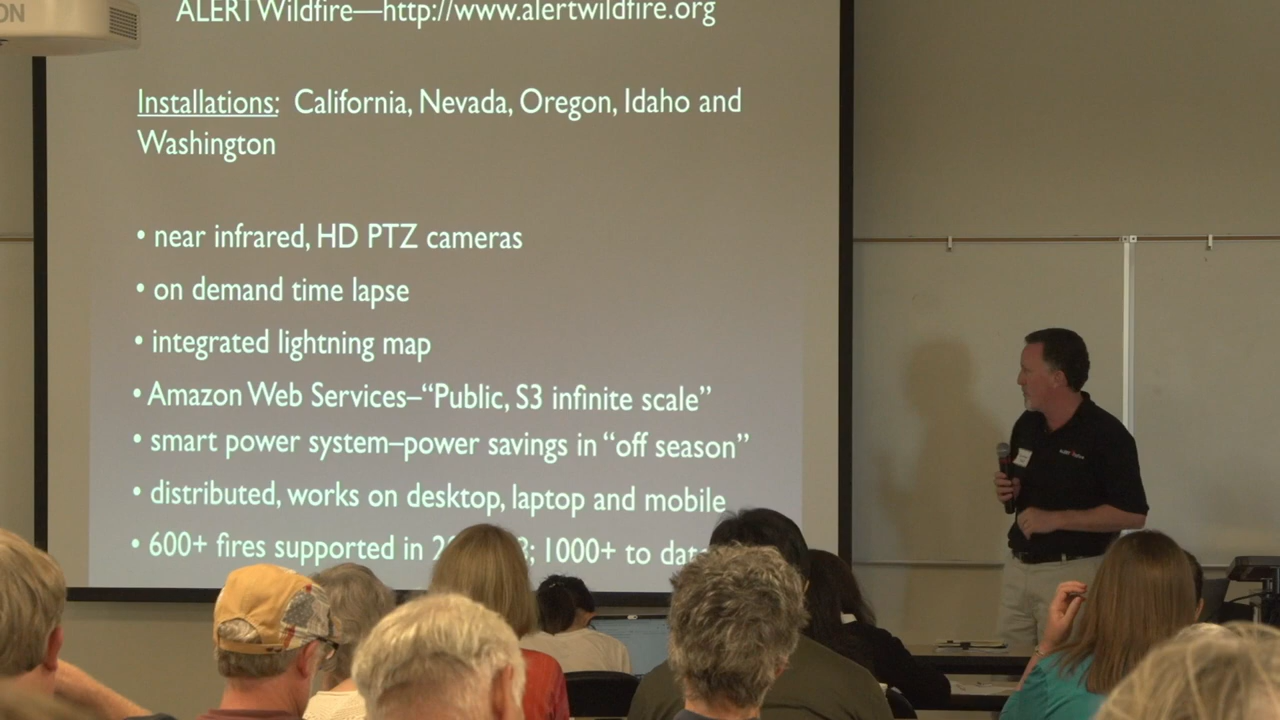 ON
ALERTWildfire—http://www.alertwildfire.org
Installations: California, Nevada, Oregon, Idaho and
Washington
• near infrared, HD PTZ cameras
• on demand time lapse
• integrated lightning map
• Amazon Web Services–“Public, S3 infinite scale”
• smart power system–power savings in “off season”
• distributed, works on desktop, laptop and mobile
• 600+ fires supported in 1000+ to